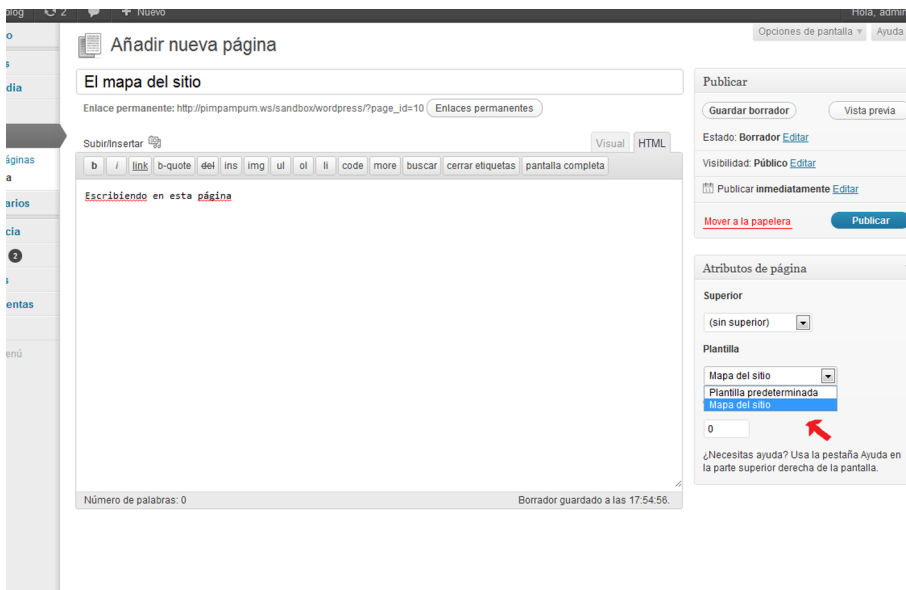 blog 2 + Nuevo Hola, admin
Opciones de pantalla Ayuda
Añadir nueva página
El mapa del sitio
Enlace permanente: http://pimpampum.ws/sandbox/wordpress/?page_id=10 Enlaces permanentes
Subir/Insertar Visual HTML
b i link b-quote del ins img ul ol li code more buscar cerrar etiquetas pantalla completa
Escribiendo en esta página
Número de palabras: 0 Borrador guardado a las 17:54:56.
o
s
dia
áginas
a
arios
cia
2
s
entas
enú
Publicar
Guardar borrador Vista previa
Estado: Borrador Editar
Visibilidad: Público Editar
Publicar inmediatamente Editar
Mover a la papelera Publicar
Atributos de página
Superior
(sin superior)
Plantilla
Mapa del sitio
Plantilla predeterminada
Mapa del sitio
0
¿Necesitas ayuda? Usa la pestaña Ayuda en
la parte superior derecha de la pantalla.